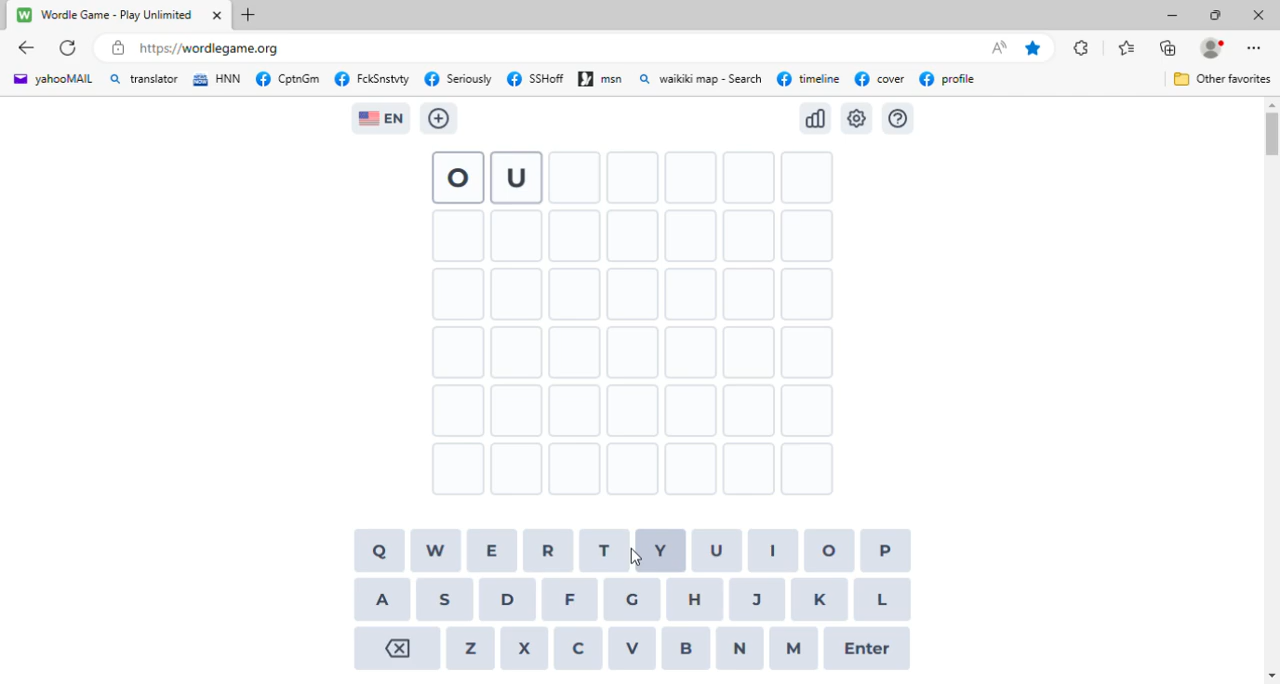 W Wordle Game - Play Unlimited
https://wordlegame.org
yahooMAIL translator HNN CptnGm FckSnstvty Seriously SSHoff msn waikiki map - Search timeline cover profile Other favorites
EN
O U
Q W E R T Y U I O P
A S D F G H J K L
Z X C V B N M Enter